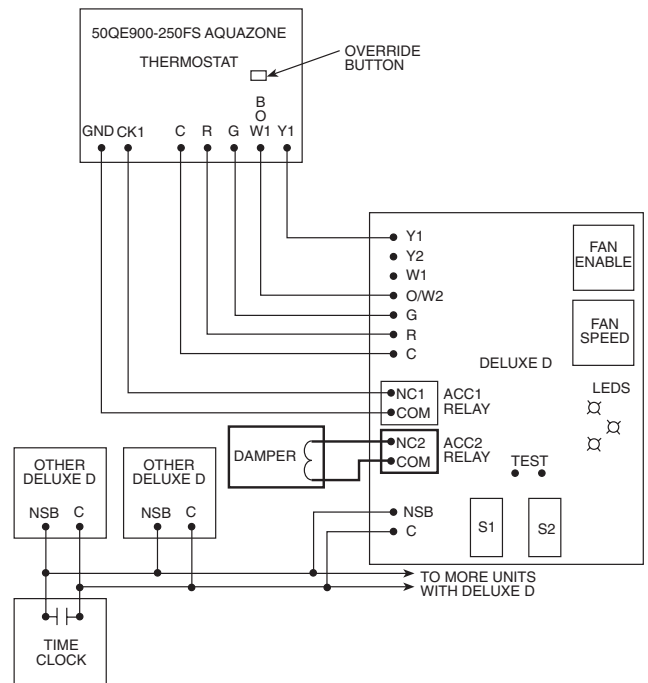 50QE900-250FS AQUAZONE
THERMOSTAT
OVERRIDE
BUTTON
B
O
GND CK1 C R G W1 Y1
Y1
Y2
W1
O/W2
G
R
C
FAN
ENABLE
FAN
SPEED
DELUXE D
LEDS
NC1
COM
ACC1
RELAY
NC2
COM
ACC2
RELAY
DAMPER
TEST
NSB
C
S1
S2
OTHER
DELUXE D
NSB C
OTHER
DELUXE D
NSB C
TO MORE UNITS
WITH DELUXE D
TIME
CLOCK